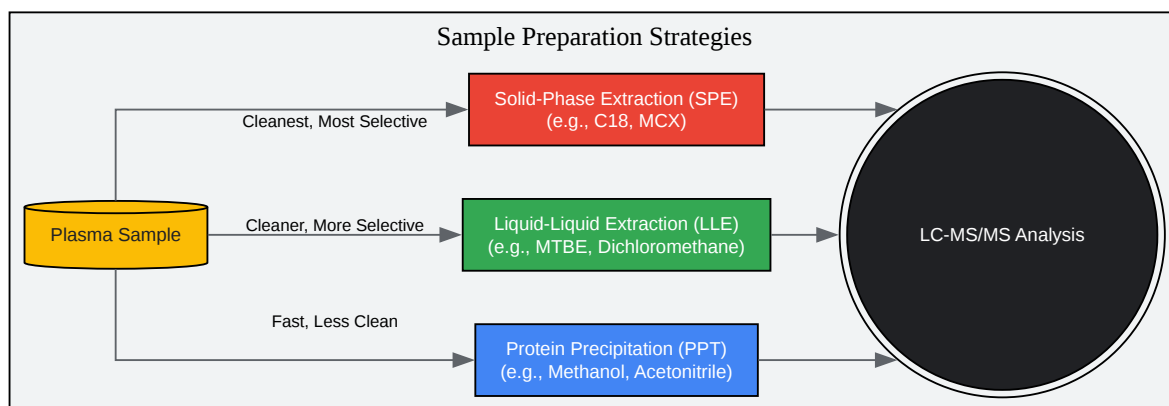 Sample Preparation Strategies
Solid-Phase Extraction (SPE)
(e.g., C18, MCX)
Cleanest, Most Selective
Plasma Sample
Cleaner, More Selective
Liquid-Liquid Extraction (LLE)
(e.g., MTBE, Dichloromethane)
LC-MS/MS Analysis
Fast, Less Clean
Protein Precipitation (PPT)
(e.g., Methanol, Acetonitrile)